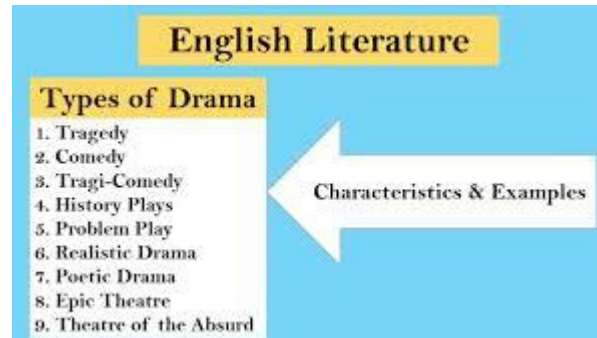 English Literature
Types of Drama
1. Tragedy
2. Comedy
3. Tragi-Comedy
4. History Plays
5. Problem Play
6. Realistic Drama
7. Poetic Drama
8. Epic Theatre
9. Theatre of the Absurd
Characteristics & Examples